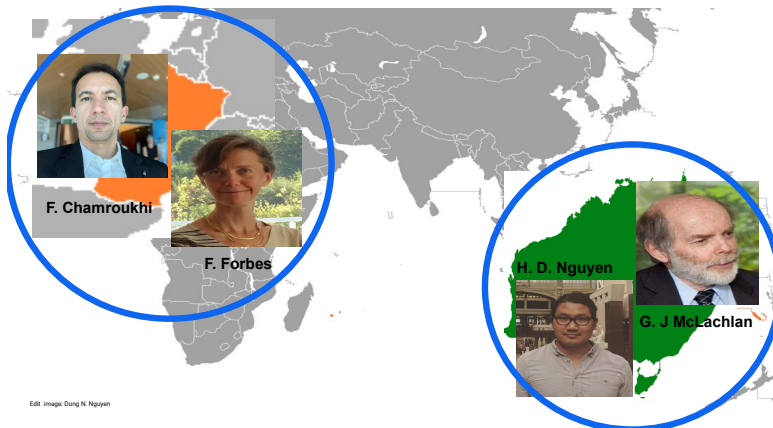 F. Chamroukhi
F. Forbes
H. D. Nguyen
G. J McLachlan
Edit image: Dung N. Nguyen